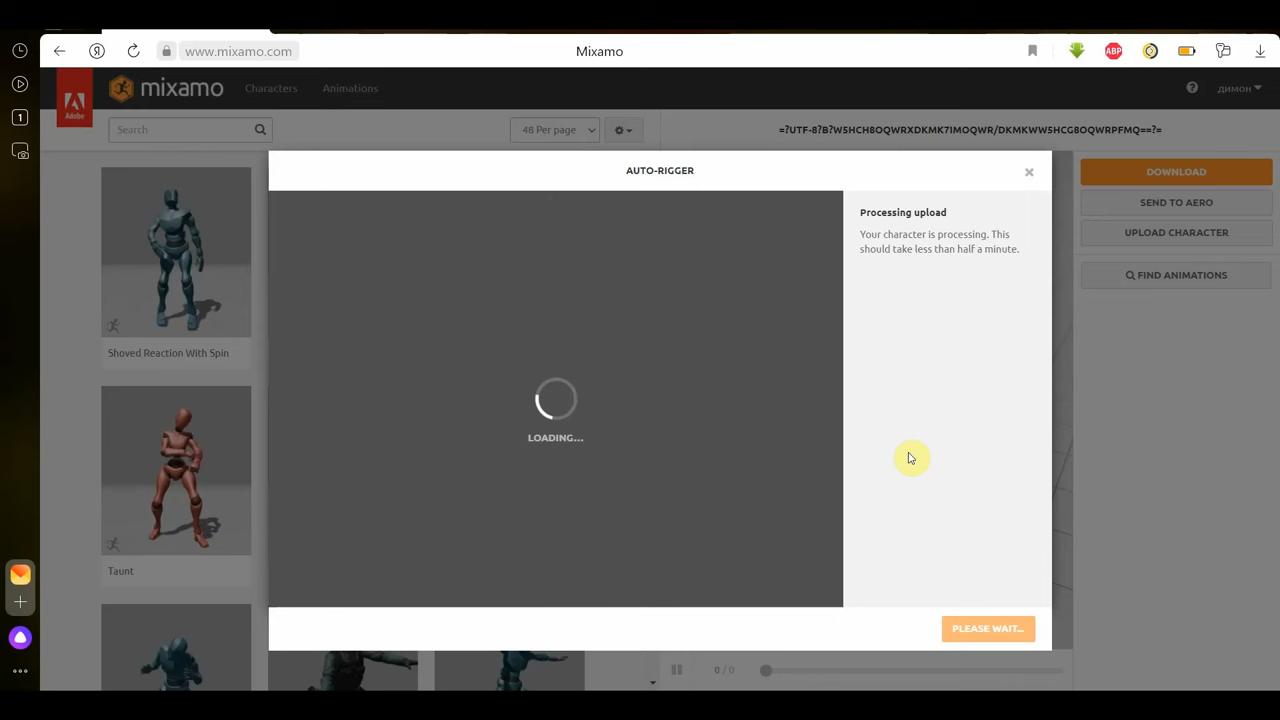 www.mixamo.com
Mixamo
ABP
1
Adobe
mixamo
Characters
Animations
димон
Search
48 Per page
=?UTF-8?B?W5HCH8OQWRXDKMK7IMOQWR/DKMKWW5HCG8OQWRPFMQ==?=
AUTO-RIGGER
Processing upload
Your character is processing. This
should take less than half a minute.
LOADING...
PLEASE WAIT...
DOWNLOAD
SEND TO AERO
UPLOAD CHARACTER
FIND ANIMATIONS
Shoved Reaction With Spin
Taunt
0 / 0